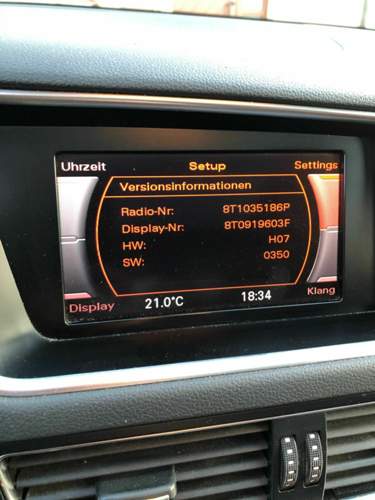 Uhrzeit Setup Settings
Versionsinformationen
Radio-Nr: 8T1035186P
Display-Nr: 8T0919603F
HW: H07
SW: 0350
Display 21.0°C 18:34 Klang